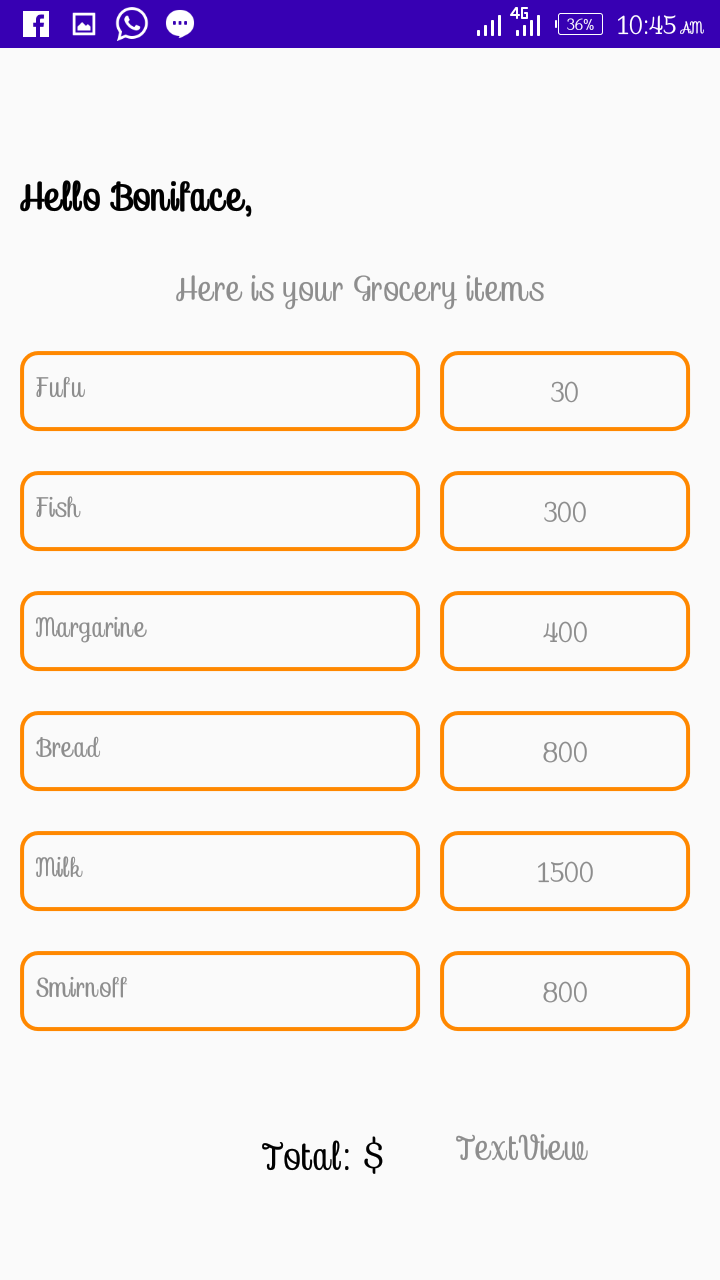 4G 36% 10:45 AM
Hello Boniface,
Here is your Grocery items
Fufu 30
Fish 300
Margarine 400
Bread 800
Milk 1500
Smirnoff 800
Total: $ TextView